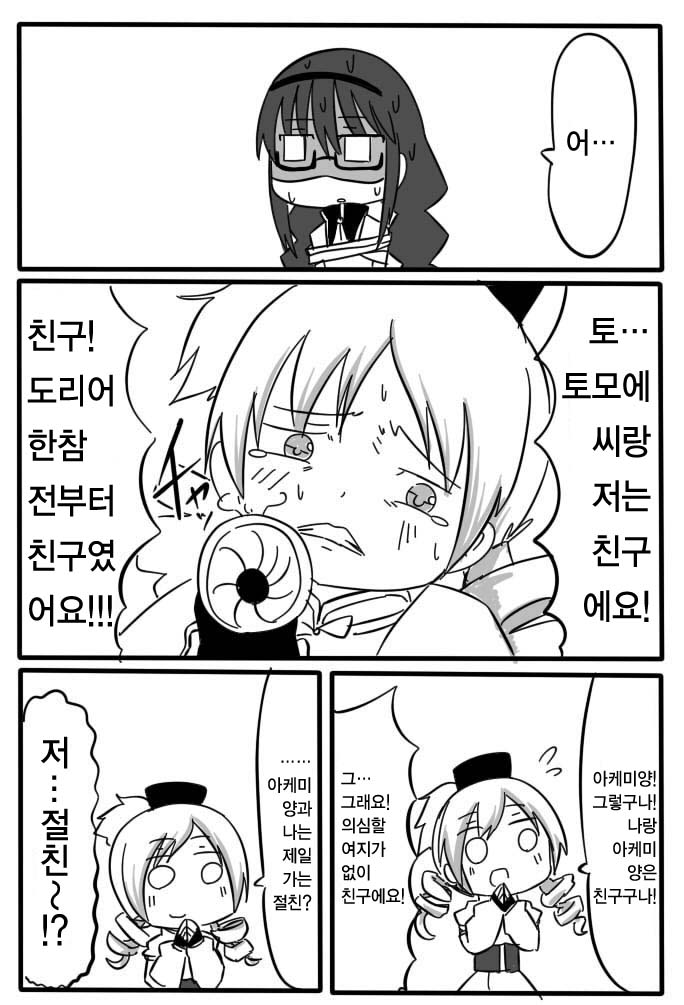 어…
토…
토모에
씨랑
저는
친구
에요!
チャ
친구!
도리어
한참
전부터
친구였
어요!!!
아케미양!
그렇구나!
나랑
아케미
양은
친구구나!
그…
그래요!
의심할
여지가
없이
친구에요!
……
아케미
양과
나는
제일
가는
절친?
저…절친~!?